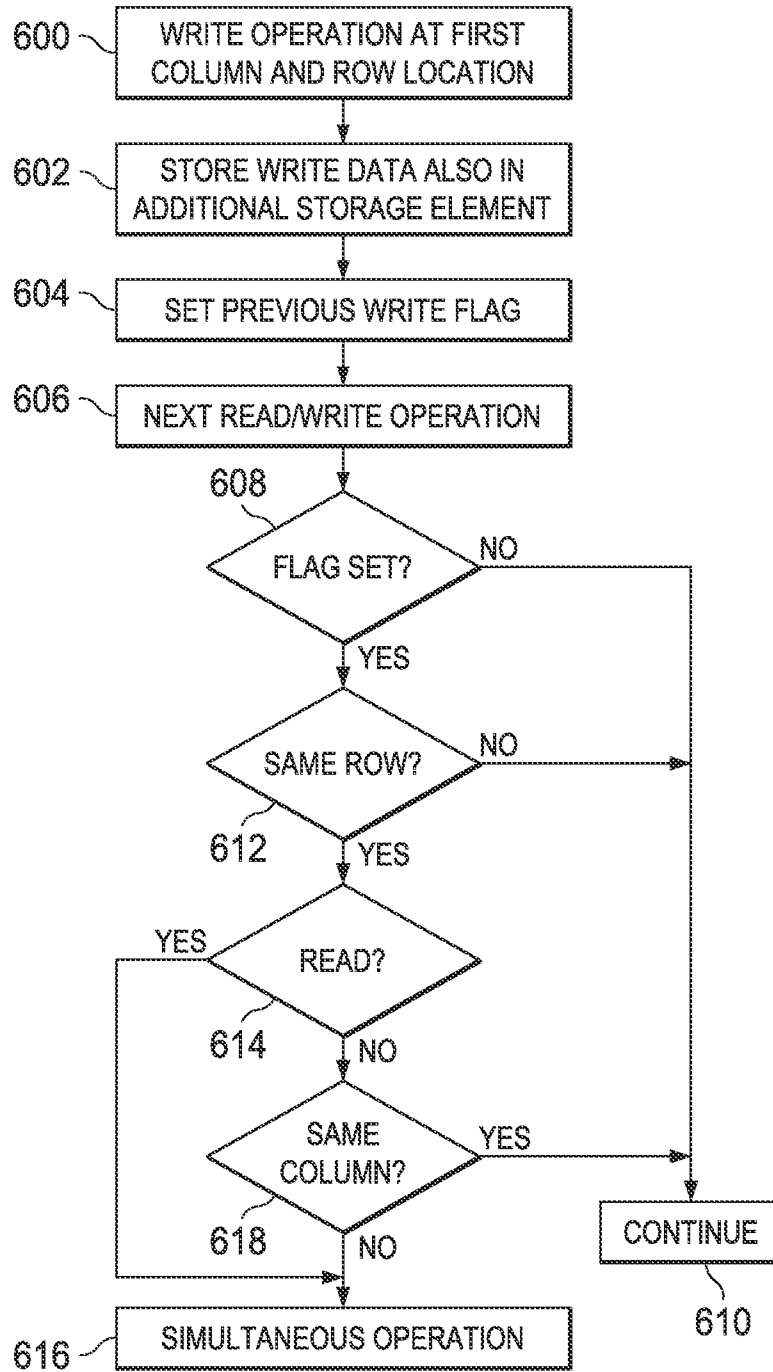 600
WRITE OPERATION AT FIRST
COLUMN AND ROW LOCATION
602
STORE WRITE DATA ALSO IN
ADDITIONAL STORAGE ELEMENT
604
SET PREVIOUS WRITE FLAG
606
NEXT READ/WRITE OPERATION
608
FLAG SET?
NO
YES
SAME ROW?
NO
612
YES
YES
READ?
614
NO
SAME
COLUMN?
YES
618
NO
CONTINUE
610
616
SIMULTANEOUS OPERATION